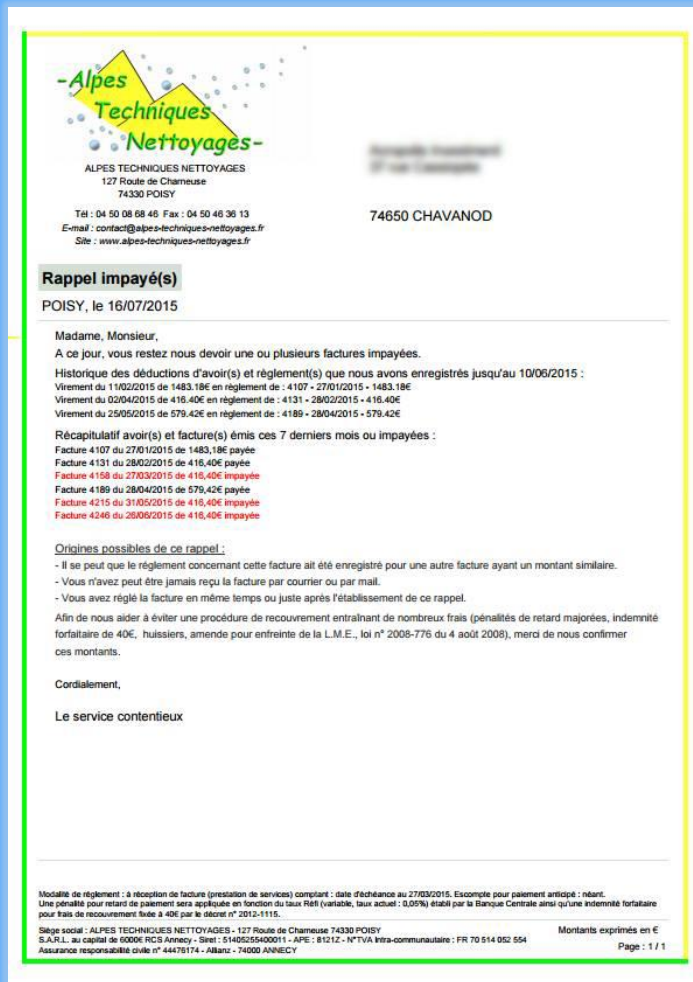 -Alpes
Techniques
Nettoyages-
ALPES TECHNIQUES NETTOYAGES
127 Route de Charneuse
74330 POISY
Tél : 04 50 08 68 46 Fax : 04 50 46 36 13
E-mail : contact@alpes-techniques-nettoyages.fr
Site : www.alpes-techniques-nettoyages.fr
74650 CHAVANOD
Rappel impayé(s)
POISY, le 16/07/2015
Madame, Monsieur,
A ce jour, vous restez nous devoir une ou plusieurs factures impayées.
Historique des déductions d'avoir(s) et règlement(s) que nous avons enregistrés jusqu'au 10/06/2015 :
Virement du 11/02/2015 de 1483.18€ en règlement de : 4107 - 27/01/2015 - 1483.18€
Virement du 02/04/2015 de 416.40€ en règlement de : 4131 - 28/02/2015 - 416.40€
Virement du 25/05/2015 de 579.42€ en règlement de : 4189 - 28/04/2015 - 579.42€
Récapitulatif avoir(s) et facture(s) émis ces 7 derniers mois ou impayées :
Facture 4107 du 27/01/2015 de 1483,18€ payée
Facture 4131 du 28/02/2015 de 416,40€ payée
Facture 4158 du 27/03/2015 de 416,40€ impayée
Facture 4189 du 28/04/2015 de 579,42€ payée
Facture 4215 du 31/05/2015 de 416,40€ impayée
Facture 4246 du 26/06/2015 de 416,40€ impayée
Origines possibles de ce rappel :
- Il se peut que le réglement concernant cette facture ait été enregistré pour une autre facture ayant un montant similaire.
- Vous n'avez peut être jamais reçu la facture par courrier ou par mail.
- Vous avez réglé la facture en même temps ou juste après l'établissement de ce rappel.
Afin de nous aider à éviter une procédure de recouvrement entraînant de nombreux frais (pénalités de retard majorées, indemnité
forfaitaire de 40€, huissiers, amende pour enfreinte de la L.M.E., loi n° 2008-776 du 4 août 2008), merci de nous confirmer
ces montants.
Cordialement,
Le service contentieux
Modalité de règlement : à réception de facture (prestation de services) comptant : date d'échéance au 27/03/2015. Escompte pour paiement anticipé : néant.
Une pénalité pour retard de paiement sera appliquée en fonction du taux Refi (variable, taux actuel : 0,05%) établi par la Banque Centrale ainsi qu'une indemnité forfaitaire
pour frais de recouvrement fixée à 40€ par le décret n° 2012-1115.
Siège social : ALPES TECHNIQUES NETTOYAGES - 127 Route de Charneuse 74330 POISY
S.A.R.L. au capital de 6000€ RCS Annecy - Siret : 51405255400011 - APE : 8121Z - N°TVA Intra-communautaire : FR 70 514 052 554
Assurance responsabilité civile n° 44476174 - Allianz - 74000 ANNECY
Montants exprimés en €
Page : 1 / 1